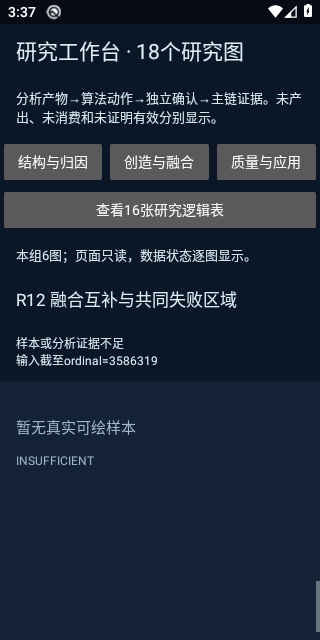 3:37
研究工作台 · 18个研究图
分析产物→算法动作→独立确认→主链证据。未产
出、未消费和未证明有效分别显示。
结构与归因
创造与融合
质量与应用
查看16张研究逻辑表
本组6图；页面只读，数据状态逐图显示。
R12 融合互补与共同失败区域
样本或分析证据不足
输入截至ordinal=3586319
暂无真实可绘样本
INSUFFICIENT